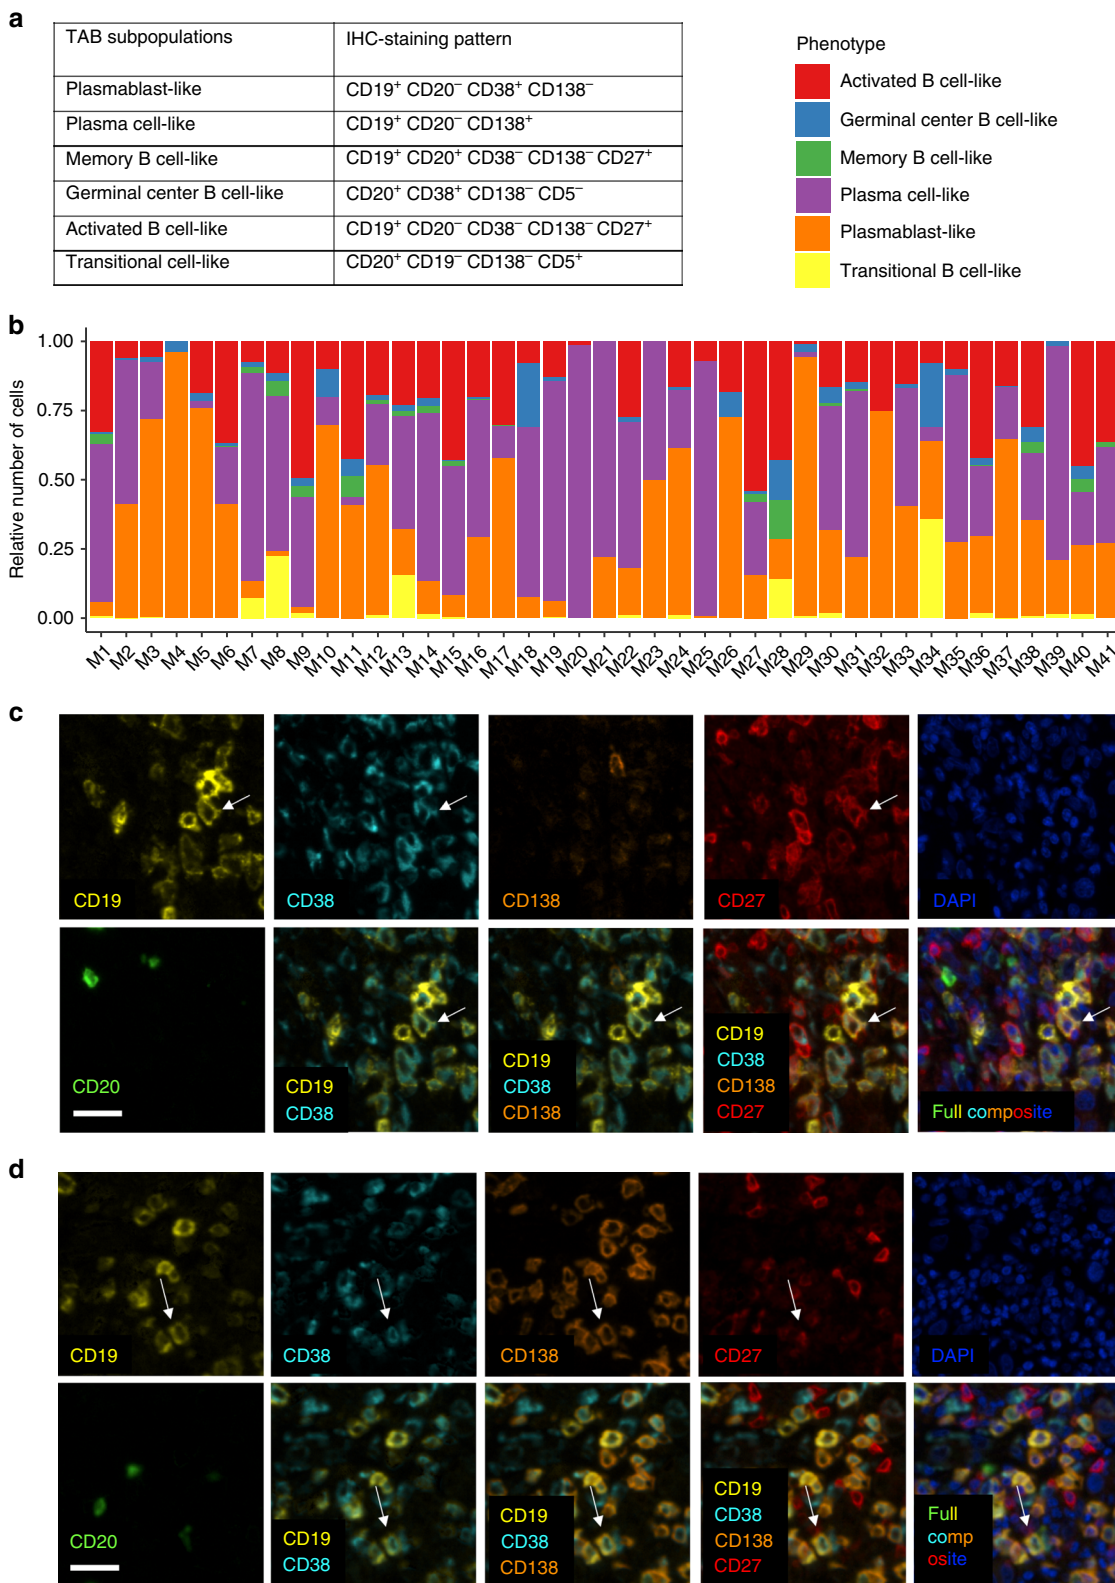 a
TAB subpopulations IHC-staining pattern
Plasmablast-like CD19⁺ CD20⁻ CD38⁺ CD138⁻
Plasma cell-like CD19⁺ CD20⁻ CD138⁺
Memory B cell-like CD19⁺ CD20⁺ CD38⁻ CD138⁻ CD27⁺
Germinal center B cell-like CD20⁺ CD38⁺ CD138⁻ CD5⁻
Activated B cell-like CD19⁺ CD20⁻ CD38⁻ CD138⁻ CD27⁺
Transitional cell-like CD20⁺ CD19⁻ CD138⁻ CD5⁺
Phenotype
Activated B cell-like
Germinal center B cell-like
Memory B cell-like
Plasma cell-like
Plasmablast-like
Transitional B cell-like
b
Relative number of cells
1.00
0.75
0.50
0.25
0.00
M1 M2 M3 M4 M5 M6 M7 M8 M9 M10 M11 M12 M13 M14 M15 M16 M17 M18 M19 M20 M21 M22 M23 M24 M25 M26 M27 M28 M29 M30 M31 M32 M33 M34 M35 M36 M37 M38 M39 M40 M41
c
CD19 CD38 CD138 CD27 DAPI
CD20
CD19
CD38
CD19
CD38
CD138
CD19
CD38
CD138
CD27
Full composite
d
CD19 CD38 CD138 CD27 DAPI
CD20
CD19
CD38
CD19
CD38
CD138
CD19
CD38
CD138
CD27
Full
comp
osite